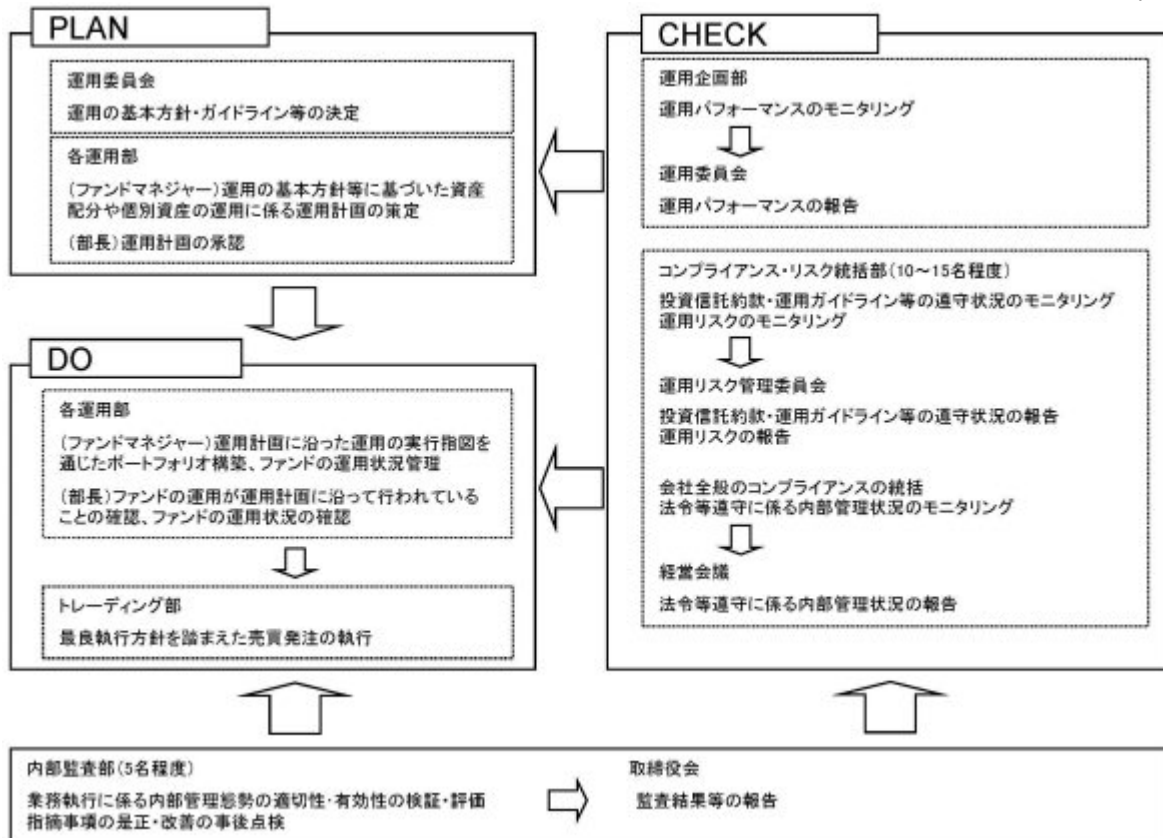 PLAN
運用委員会
運用の基本方針・ガイドライン等の決定
各運用部
(ファンドマネジャー)運用の基本方針等に基づいた資産
配分や個別資産の運用に係る運用計画の策定
(部長)運用計画の承認
DO
各運用部
(ファンドマネジャー)運用計画に沿った運用の実行指図を
通じたポートフォリオ構築、ファンドの運用状況管理
(部長)ファンドの運用が運用計画に沿って行われている
ことの確認、ファンドの運用状況の確認
トレーディング部
最良執行方針を踏まえた売買発注の執行
CHECK
運用企画部
運用パフォーマンスのモニタリング
運用委員会
運用パフォーマンスの報告
コンプライアンス・リスク統括部(10～15名程度)
投資信託約款・運用ガイドライン等の遵守状況のモニタリング
運用リスクのモニタリング
運用リスク管理委員会
投資信託約款・運用ガイドライン等の遵守状況の報告
運用リスクの報告
会社全般のコンプライアンスの統括
法令等遵守に係る内部管理状況のモニタリング
経営会議
法令等遵守に係る内部管理状況の報告
内部監査部(5名程度)
業務執行に係る内部管理態勢の適切性・有効性の検証・評価
指摘事項の是正・改善の事後点検
取締役会
監査結果等の報告